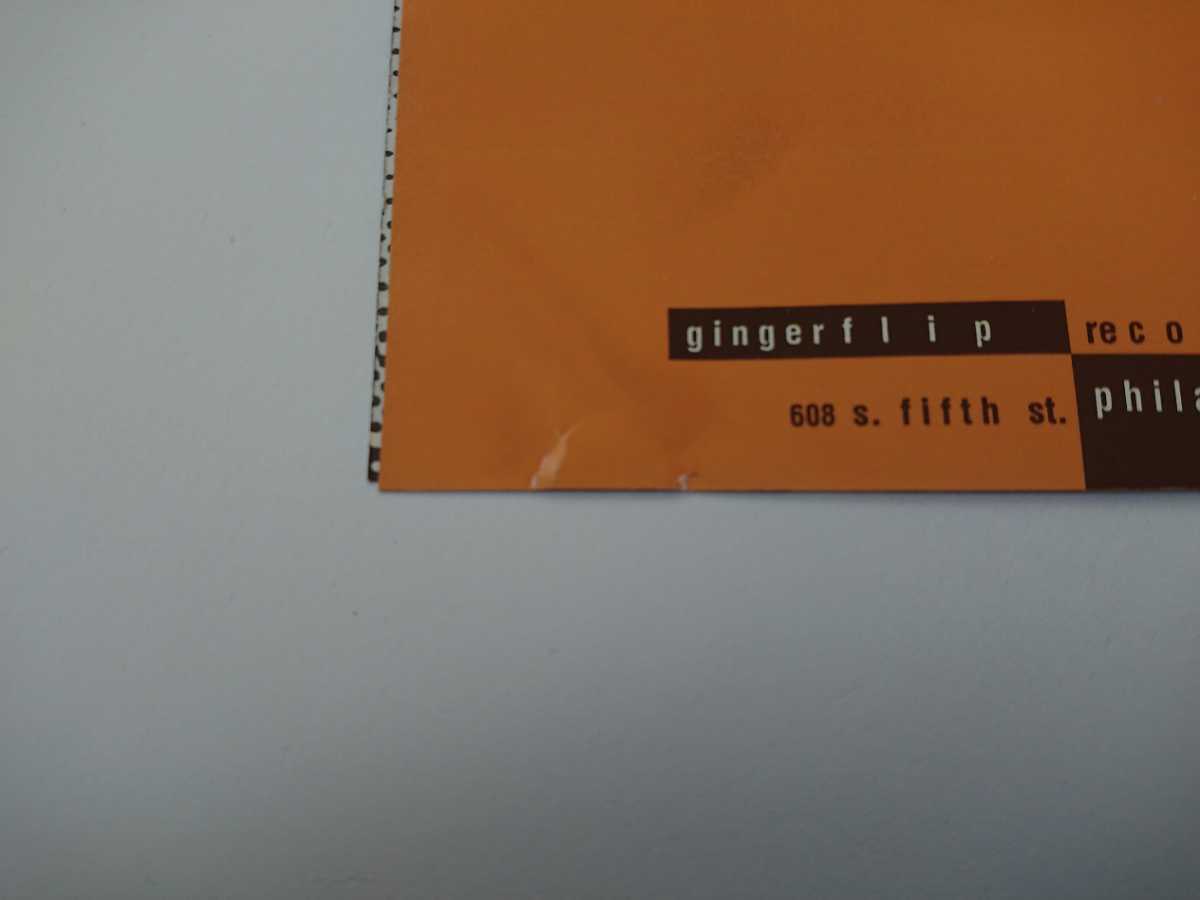 gingerflip reco
608 s. fifth st. phila